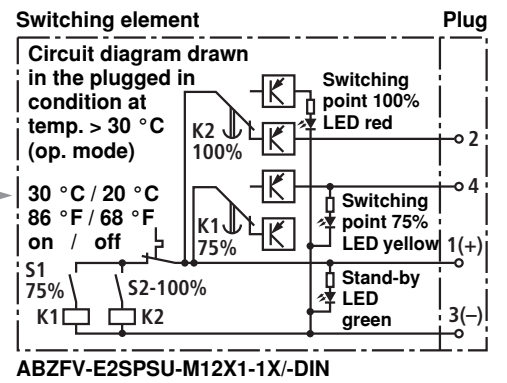 Switching element
Plug
Circuit diagram drawn
in the plugged in
condition at
temp. > 30 °C
(op. mode)
Switching
point 100%
LED red
K2
100%
2
4
30 °C / 20 °C
86 °F / 68 °F
on / off
Switching
point 75%
LED yellow
K1
75%
1(+)
S1
75%
S2-100%
Stand-by
LED
green
K1
K2
3(–)
ABZFV-E2SPSU-M12X1-1X/-DIN